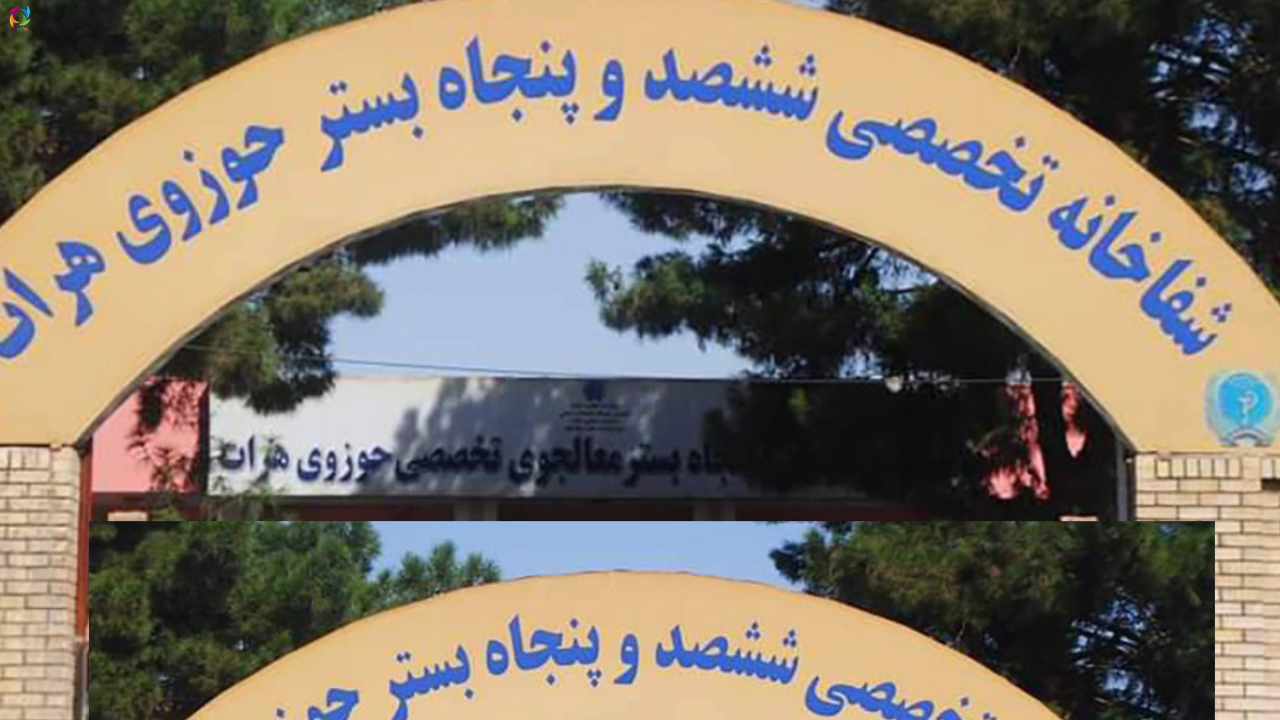 شفاخانه تخصصی ششصد و پنجاه بستر حوزوی هرات
بستر معالجوی تخصصی حوزوی هرات
تخصصی ششصد و پنجاه بستر